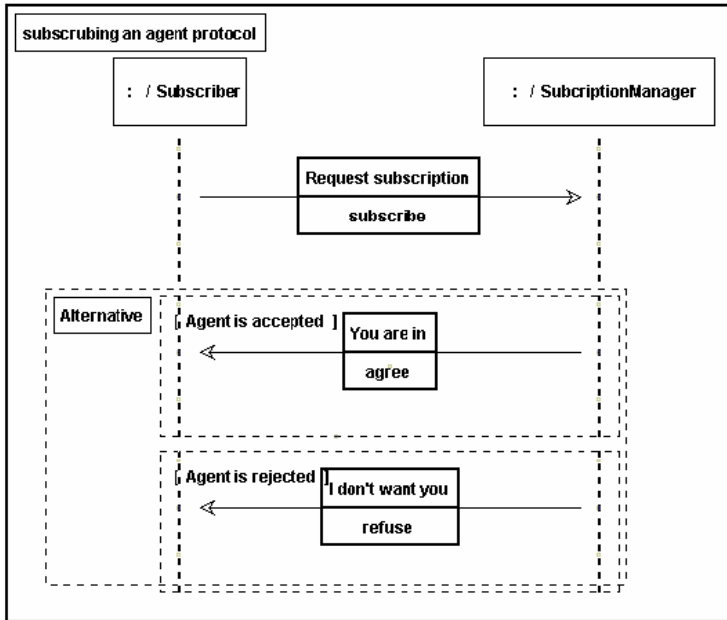 subscrubing an agent protocol
: / Subscriber
: / SubcriptionManager
Request subscription
subscribe
Alternative
[ Agent is accepted ]
You are in
agree
[ Agent is rejected ]
I don't want you
refuse